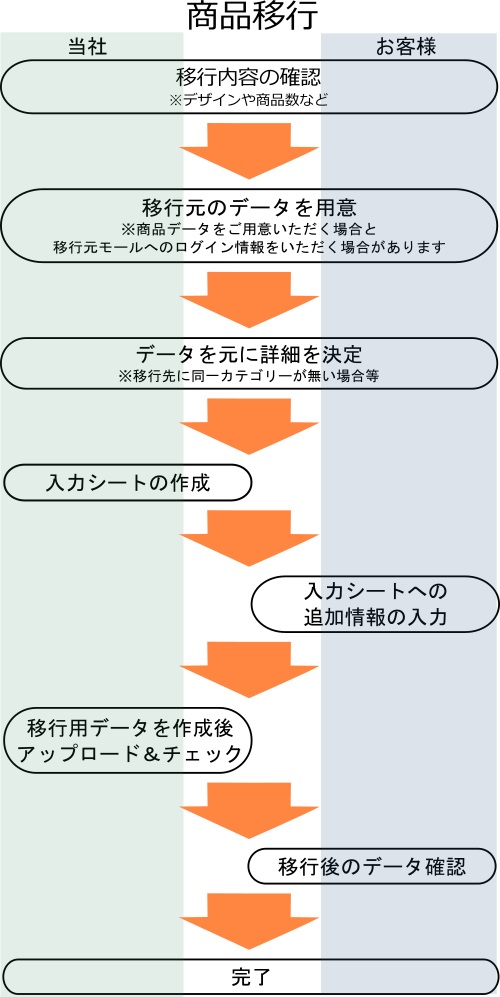 商品移行
当社
お客様
移行内容の確認
※デザインや商品数など
移行元のデータを用意
※商品データをご用意いただく場合と
移行元モールへのログイン情報をいただく場合があります
データを元に詳細を決定
※移行先に同一カテゴリーが無い場合等
入力シートの作成
入力シートへの
追加情報の入力
移行用データを作成後
アップロード＆チェック
移行後のデータ確認
完了